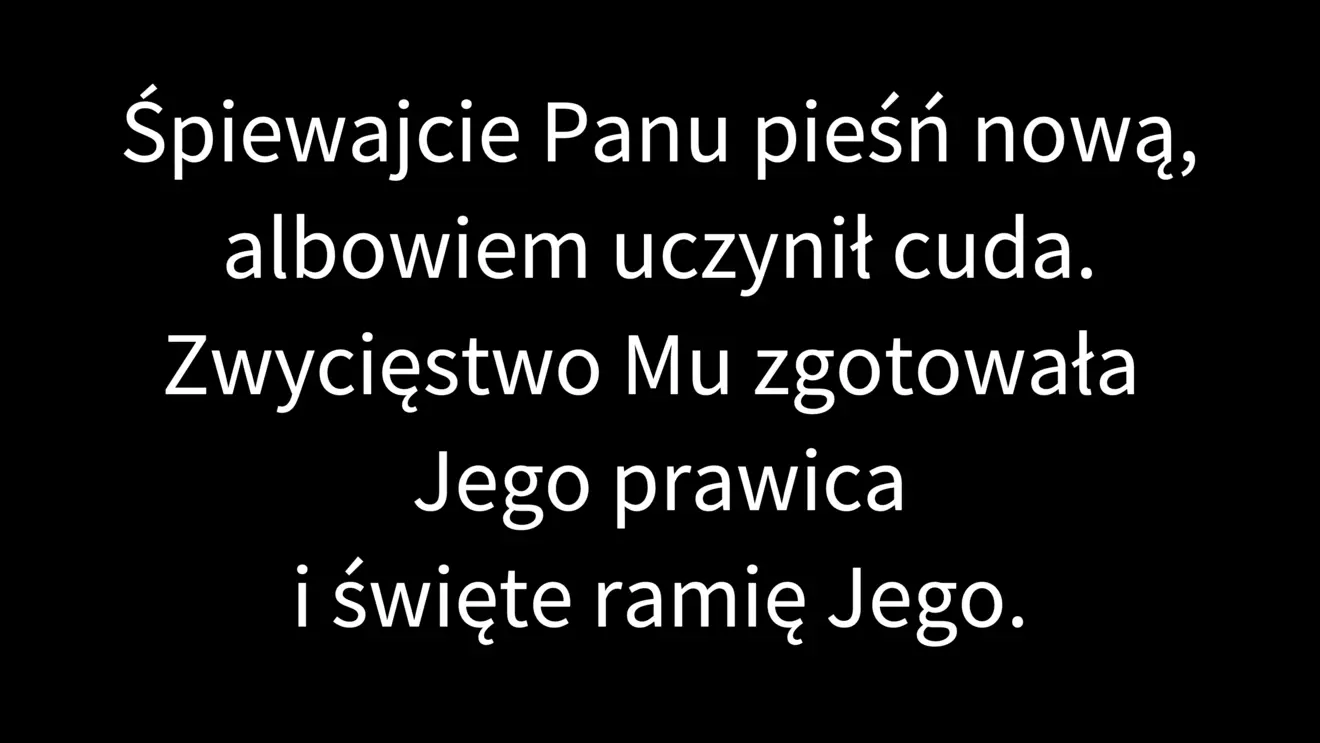 Śpiewajcie Panu pieśń nową,
albowiem uczynił cuda.
Zwycięstwo Mu zgotowała
Jego prawica
i święte ramię Jego.